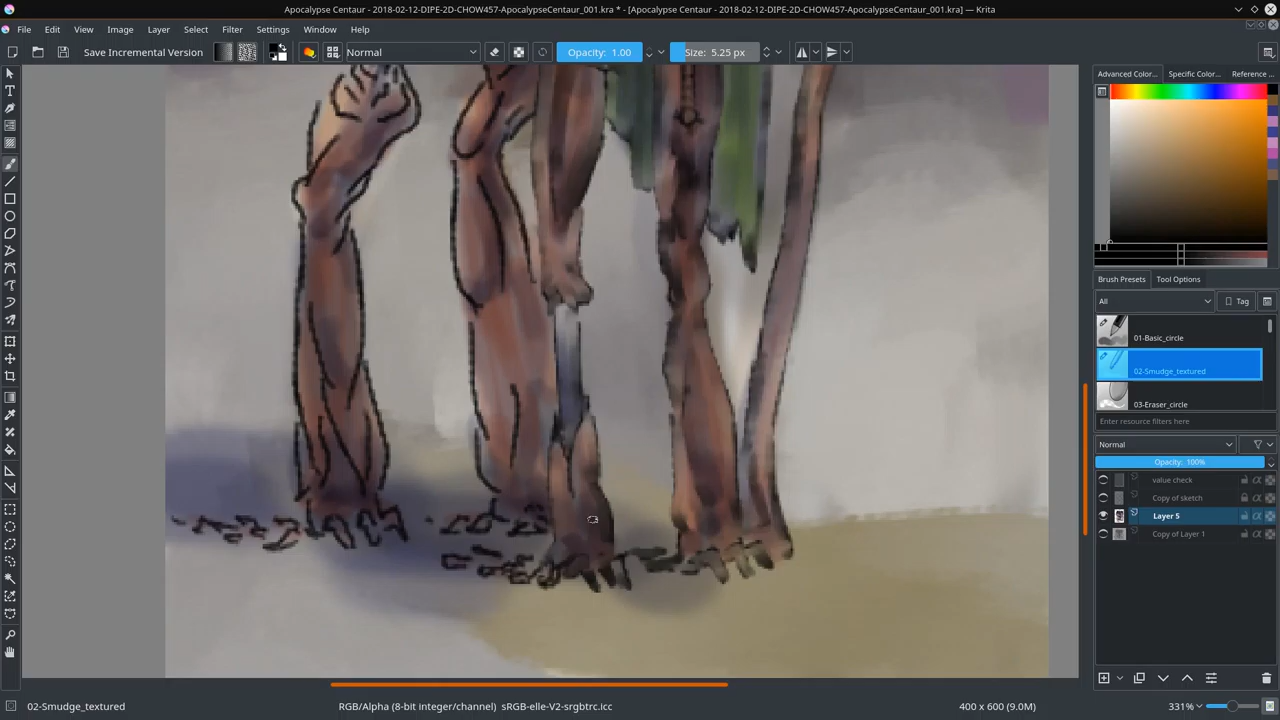 Apocalypse Centaur - 2018-02-12-DIPE-2D-CHOW457-ApocalypseCentaur_001.kra * - [Apocalypse Centaur - 2018-02-12-DIPE-2D-CHOW457-ApocalypseCentaur_001.kra] — Krita
File Edit View Image Layer Select Filter Settings Window Help
Save Incremental Version Normal Opacity: 1.00 Size: 5.25 px
Advanced Color... Specific Color... Reference ...
Brush Presets Tool Options
All Tag
01-Basic_circle
02-Smudge_textured
03-Eraser_circle
Enter resource filters here
Normal
Opacity: 100%
value check
Copy of sketch
Layer 5
Copy of Layer 1
02-Smudge_textured RGB/Alpha (8-bit integer/channel) sRGB-elle-V2-srgbtrc.icc 400 x 600 (9.0M) 331%